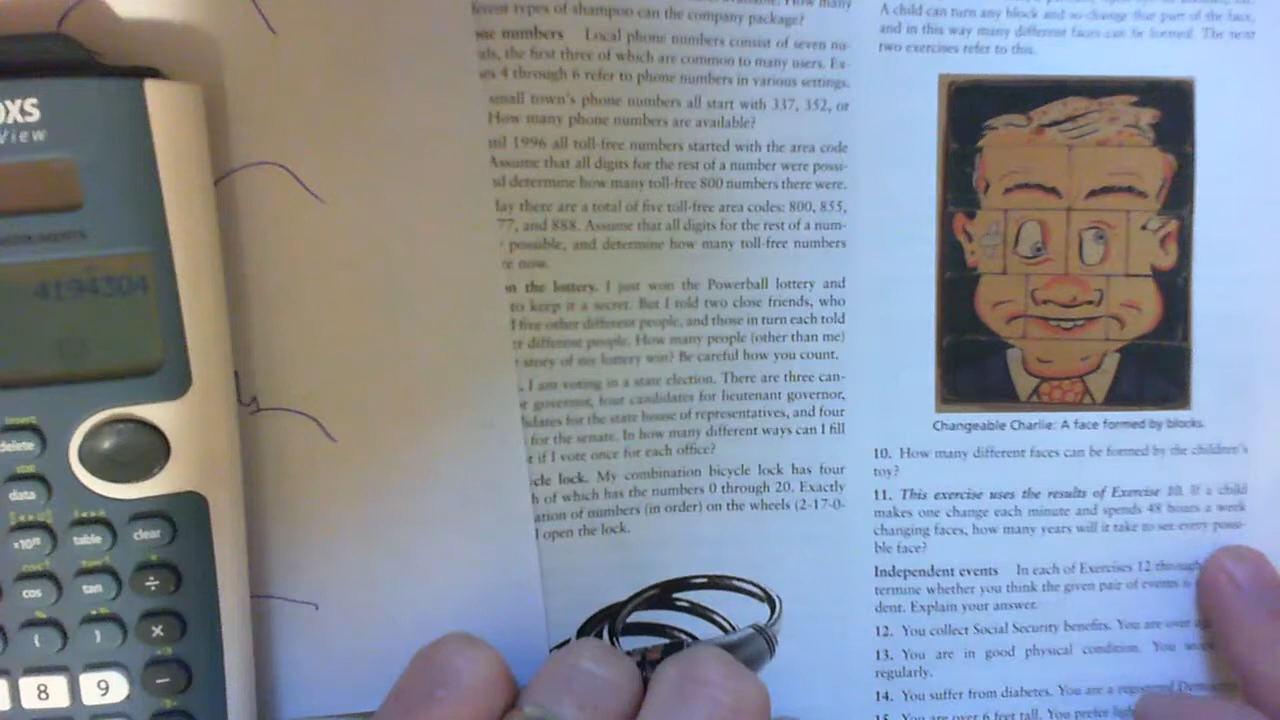 XS
View
4194304
insert
delete
stat
data
table
clear
cos
tan
÷
(
)
×
8
9
−
types of shampoo can the company package?
numbers Local phone numbers consist of seven nu-
the first three of which are common to many users. Ex-
4 through 6 refer to phone numbers in various settings.
small town's phone numbers all start with 337, 352, or
How many phone numbers are available?
1996 all toll-free numbers started with the area code
Assume that all digits for the rest of a number were possi-
determine how many toll-free 800 numbers there were.
there are a total of five toll-free area codes: 800, 855,
77, and 888. Assume that all digits for the rest of a num-
possible, and determine how many toll-free numbers
now.
the lottery. I just won the Powerball lottery and
to keep it a secret. But I told two close friends, who
five other different people, and those in turn each told
different people. How many people (other than me)
story of my lottery win? Be careful how you count.
I am voting in a state election. There are three can-
governor, four candidates for lieutenant governor,
for the state house of representatives, and four
for the senate. In how many different ways can I fill
if I vote once for each office?
cle lock. My combination bicycle lock has four
of which has the numbers 0 through 20. Exactly
ation of numbers (in order) on the wheels (2-17-0-
open the lock.
A child can turn any block and so change that part of the face,
and in this way many different faces can be formed. The next
two exercises refer to this.
Changeable Charlie: A face formed by blocks.
10. How many different faces can be formed by the children's
toy?
11. This exercise uses the results of Exercise 10. If a child
makes one change each minute and spends 48 hours a week
changing faces, how many years will it take to see every possi-
ble face?
Independent events In each of Exercises 12 through
termine whether you think the given pair of events is
dent. Explain your answer.
12. You collect Social Security benefits. You are over
13. You are in good physical condition. You
regularly.
14. You suffer from diabetes. You are a registered
15. You are over 6 feet tall. You prefer